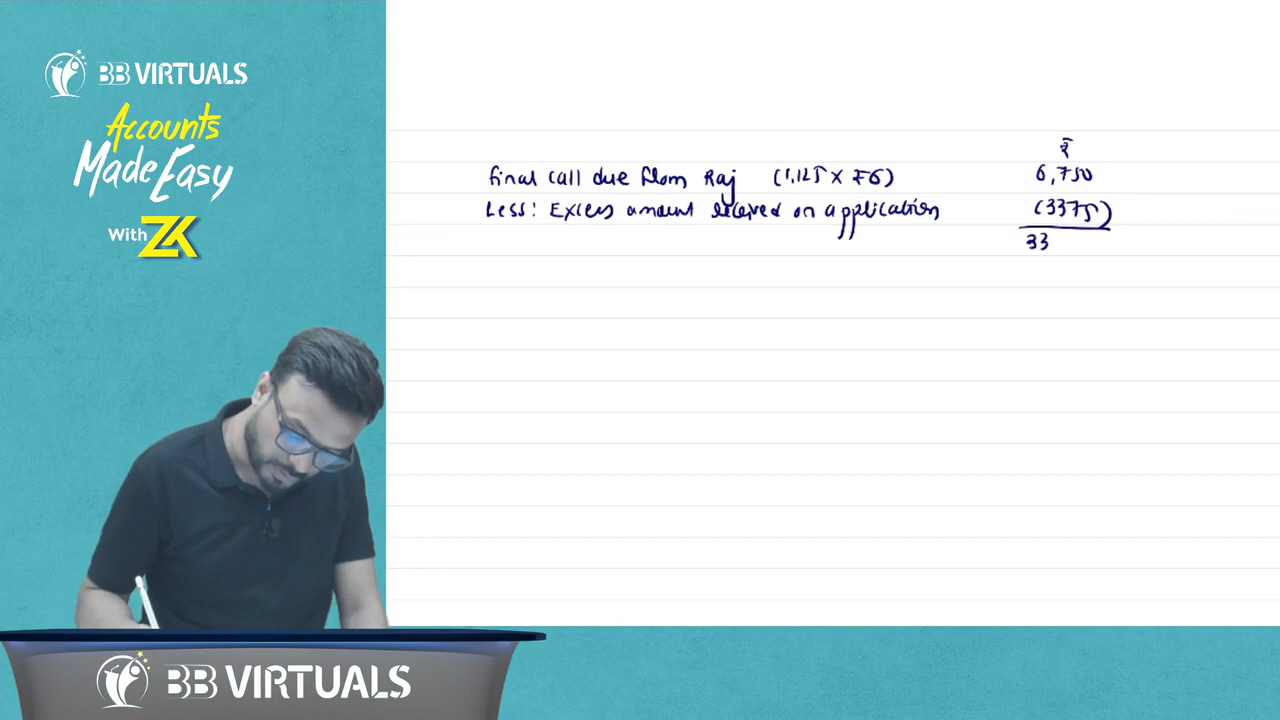 BB VIRTUALS
Accounts
Made Easy
With ZK
₹
Final call due from Raj (1,125 × ₹6) 6,750
Less: Excess amount received on application (3375)
33
BB VIRTUALS